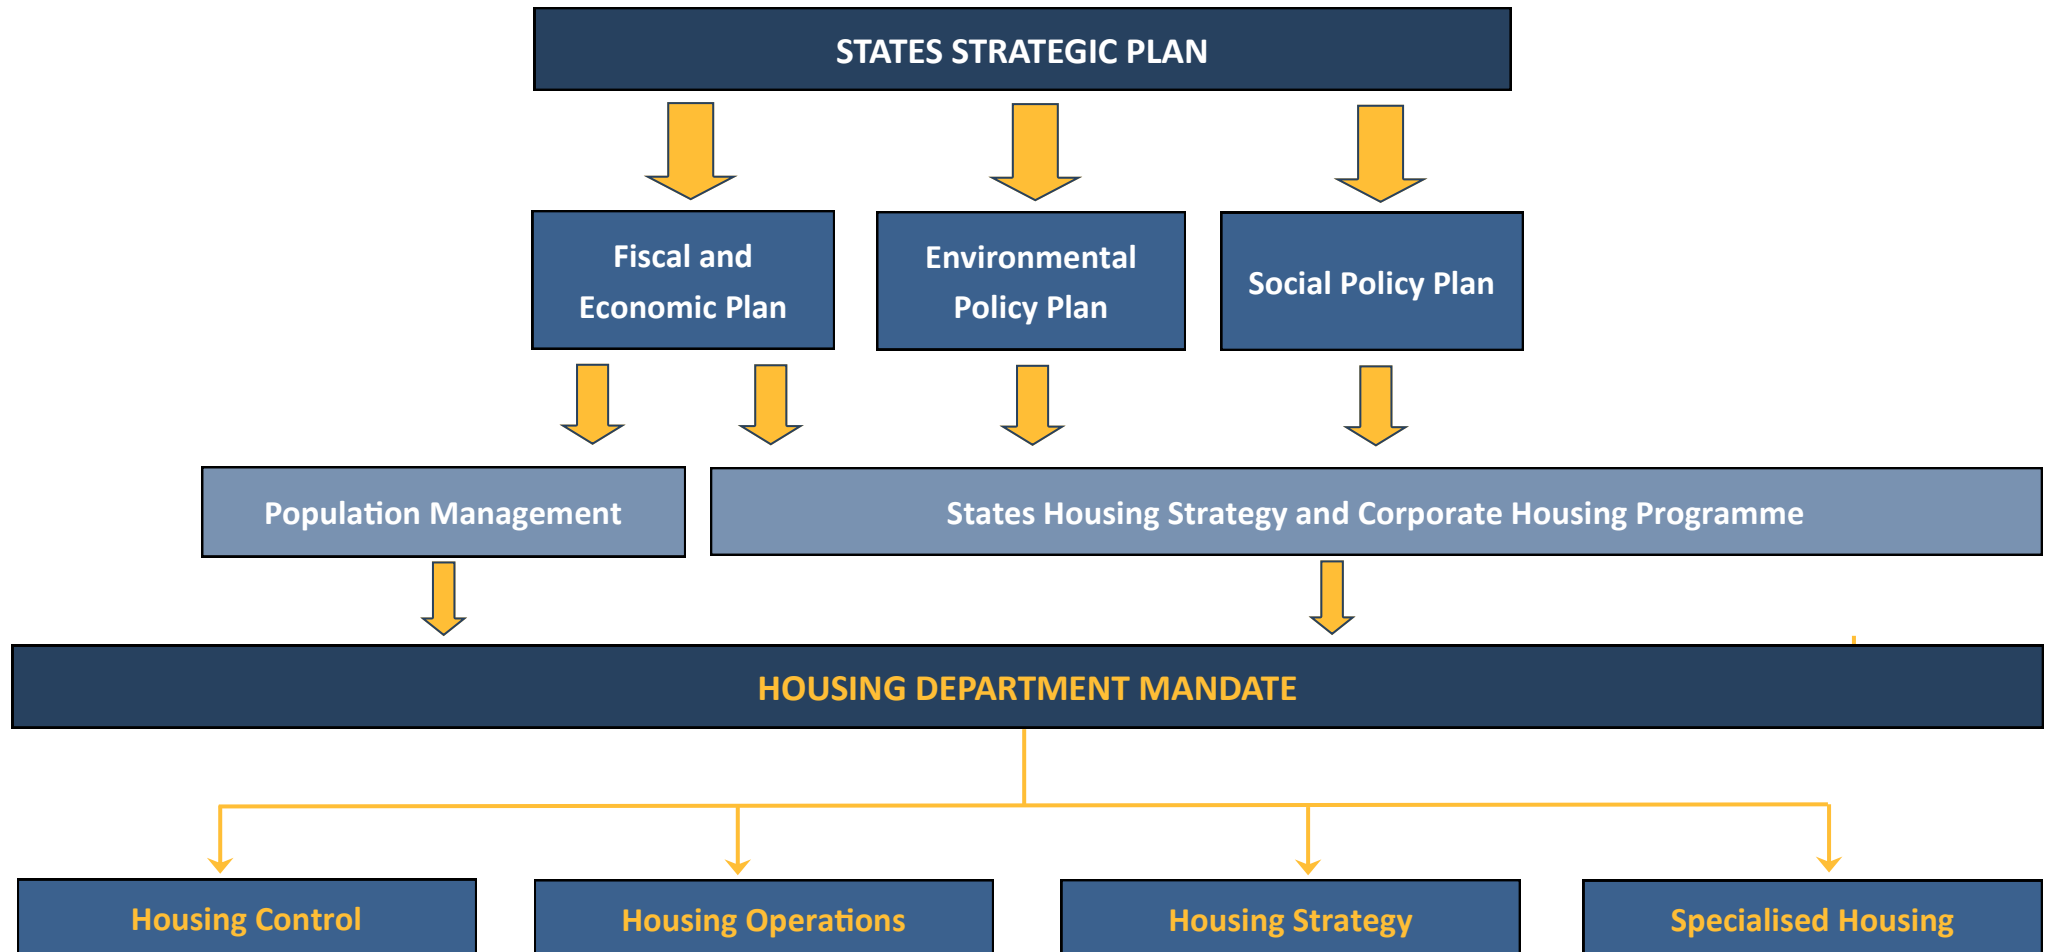 STATES STRATEGIC PLAN
Fiscal and
Economic Plan
Environmental
Policy Plan
Social Policy Plan
Population Management
States Housing Strategy and Corporate Housing Programme
HOUSING DEPARTMENT MANDATE
Housing Control
Housing Operations
Housing Strategy
Specialised Housing